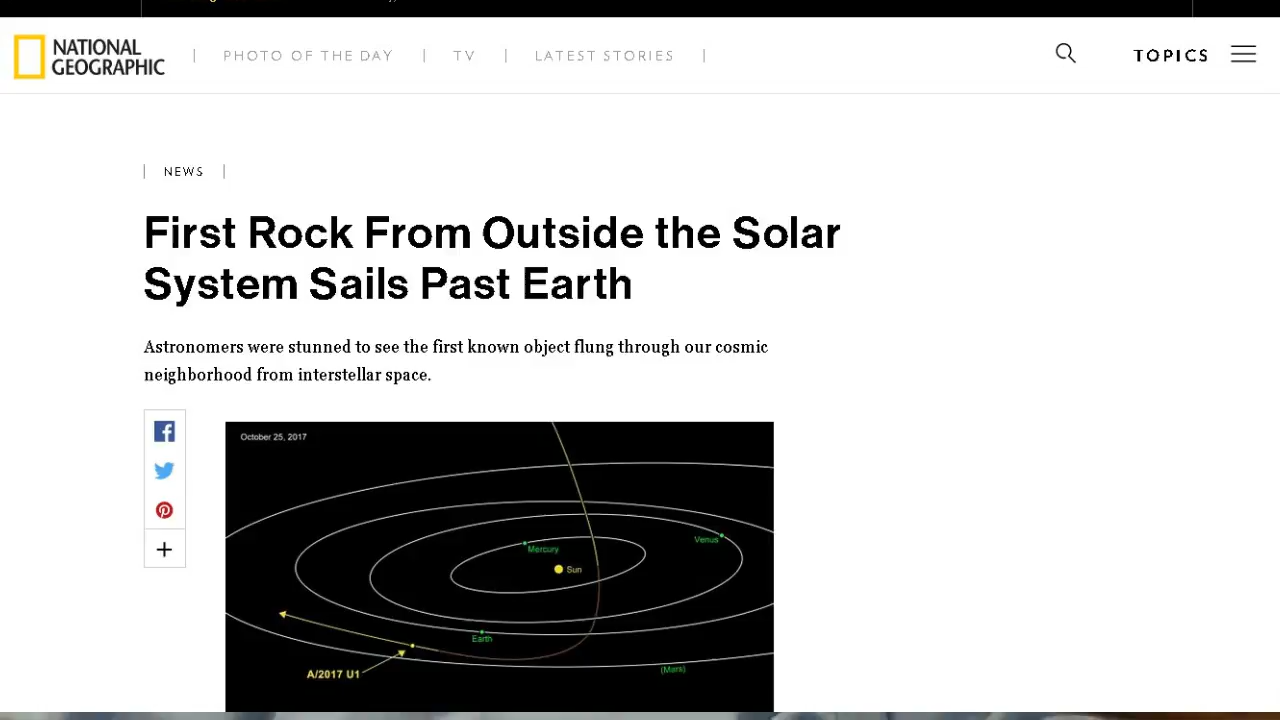 NATIONAL
GEOGRAPHIC
PHOTO OF THE DAY
TV
LATEST STORIES
TOPICS
NEWS
First Rock From Outside the Solar
System Sails Past Earth
Astronomers were stunned to see the first known object flung through our cosmic
neighborhood from interstellar space.
October 25, 2017
Mercury
Venus
Sun
Earth
(Mars)
A/2017 U1